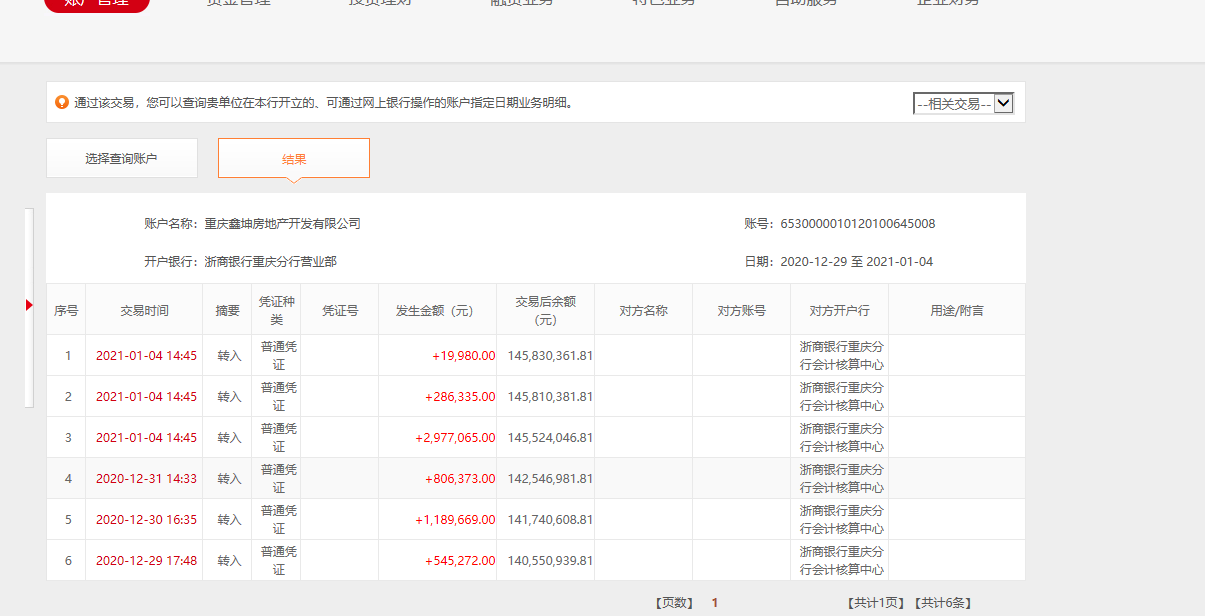 账户管理 资金管理 投资理财 融资业务 特色业务 自助服务 企业财务
通过该交易，您可以查询贵单位在本行开立的、可通过网上银行操作的账户指定日期业务明细。 --相关交易--
选择查询账户 结果
账户名称：重庆鑫坤房地产开发有限公司 账号：6530000010120100645008
开户银行：浙商银行重庆分行营业部 日期：2020-12-29 至 2021-01-04
序号 交易时间 摘要 凭证种类 凭证号 发生金额（元） 交易后余额（元） 对方名称 对方账号 对方开户行 用途/附言
1 2021-01-04 14:45 转入 普通凭证 +19,980.00 145,830,361.81 浙商银行重庆分行会计核算中心
2 2021-01-04 14:45 转入 普通凭证 +286,335.00 145,810,381.81 浙商银行重庆分行会计核算中心
3 2021-01-04 14:45 转入 普通凭证 +2,977,065.00 145,524,046.81 浙商银行重庆分行会计核算中心
4 2020-12-31 14:33 转入 普通凭证 +806,373.00 142,546,981.81 浙商银行重庆分行会计核算中心
5 2020-12-30 16:35 转入 普通凭证 +1,189,669.00 141,740,608.81 浙商银行重庆分行会计核算中心
6 2020-12-29 17:48 转入 普通凭证 +545,272.00 140,550,939.81 浙商银行重庆分行会计核算中心
【页数】 1 【共计1页】【共计6条】